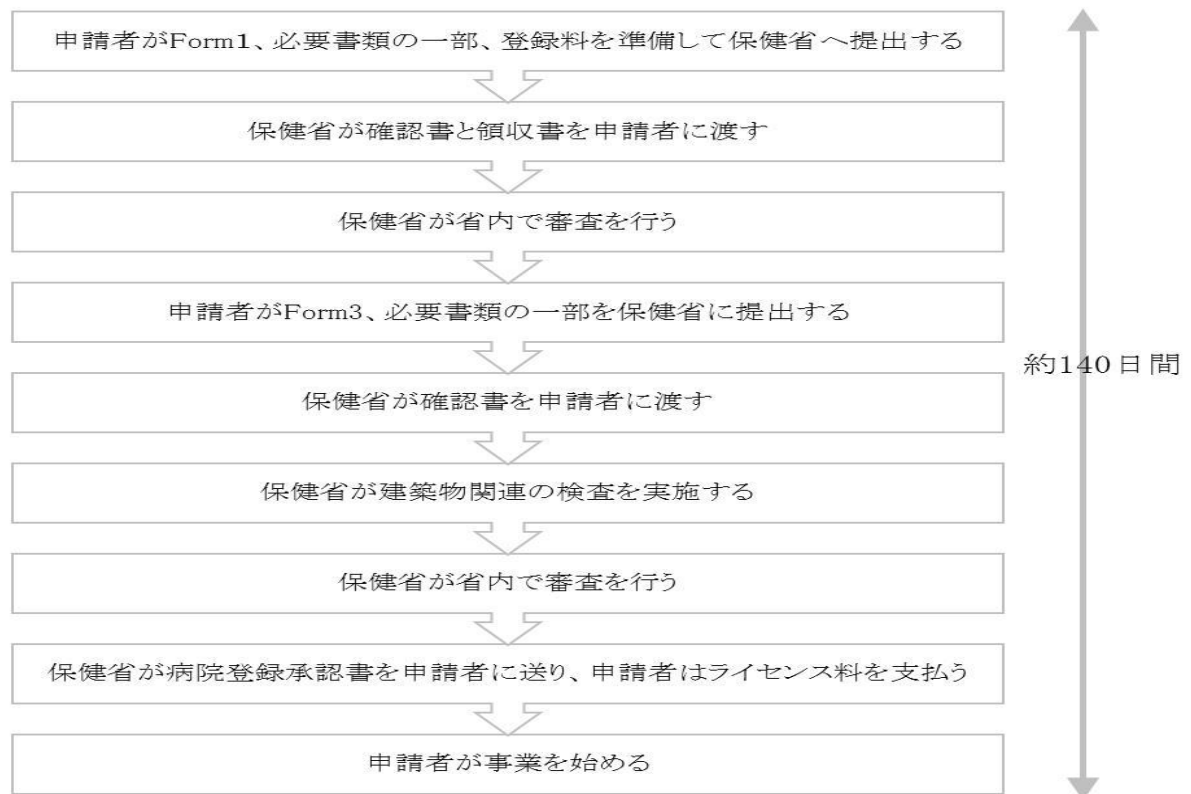 申請者がForm1、必要書類の一部、登録料を準備して保健省へ提出する
保健省が確認書と領収書を申請者に渡す
保健省が省内で審査を行う
申請者がForm3、必要書類の一部を保健省に提出する
約140日間
保健省が確認書を申請者に渡す
保健省が建築物関連の検査を実施する
保健省が省内で審査を行う
保健省が病院登録承認書を申請者に送り、申請者はライセンス料を支払う
申請者が事業を始める